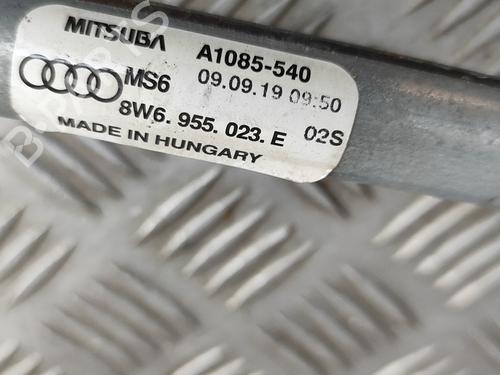 MITSUBA A1085-540
MS6 09.09.19 09:50
8W6. 955. 023. E 02S
MADE IN HUNGARY